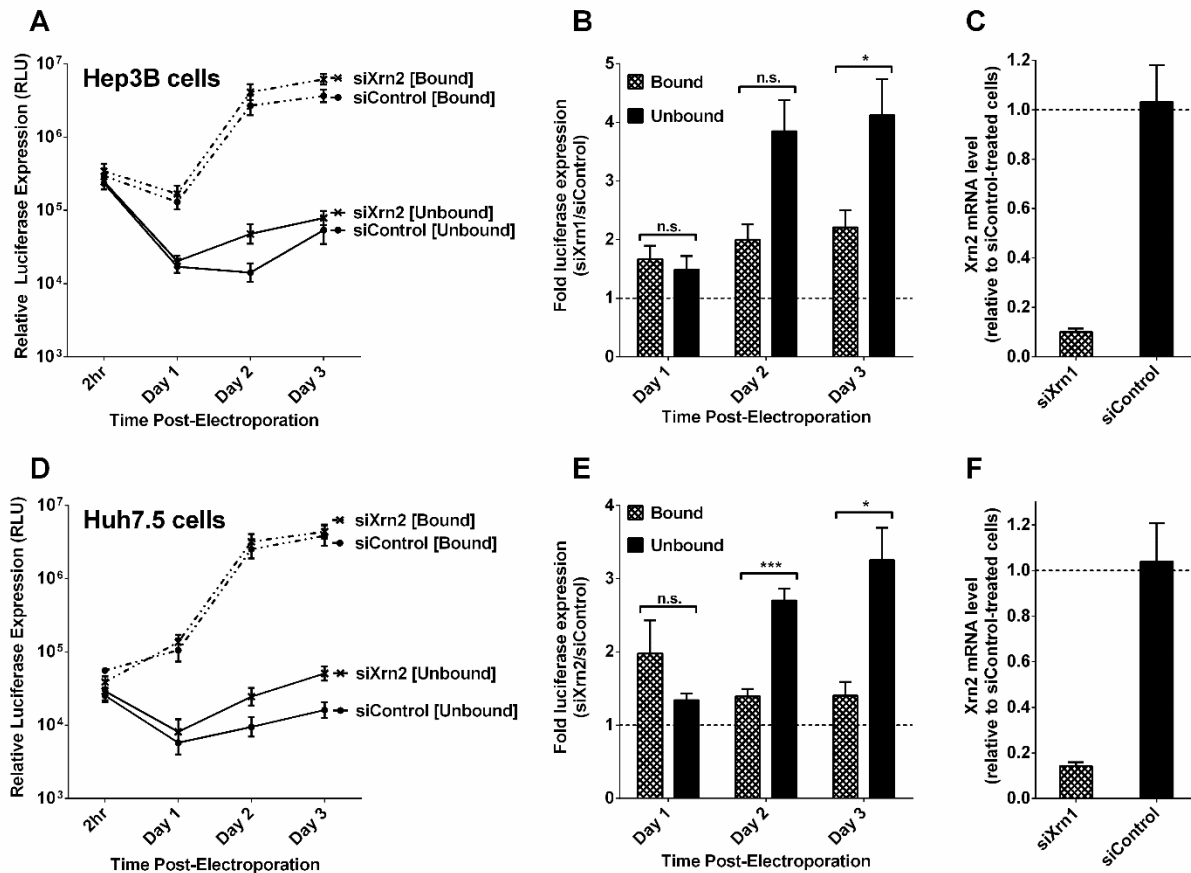 A
Hep3B cells
Relative Luciferase Expression (RLU)
10⁷
10⁶
10⁵
10⁴
10³
siXrn2 [Bound]
siControl [Bound]
siXrn2 [Unbound]
siControl [Unbound]
2hr
Day 1
Day 2
Day 3
Time Post-Electroporation
B
Fold luciferase expression
(siXrn1/siControl)
5
4
3
2
1
0
Bound
Unbound
n.s.
n.s.
*
Day 1
Day 2
Day 3
Time Post-Electroporation
C
Xrn2 mRNA level
(relative to siControl-treated cells)
1.2
1.0
0.8
0.6
0.4
0.2
0.0
siXrn1
siControl
D
Huh7.5 cells
Relative Luciferase Expression (RLU)
10⁷
10⁶
10⁵
10⁴
10³
siXrn2 [Bound]
siControl [Bound]
siXrn2 [Unbound]
siControl [Unbound]
2hr
Day 1
Day 2
Day 3
Time Post-Electroporation
E
Fold luciferase expression
(siXrn2/siControl)
4
3
2
1
0
Bound
Unbound
n.s.
***
*
Day 1
Day 2
Day 3
Time Post-Electroporation
F
Xrn2 mRNA level
(relative to siControl-treated cells)
1.2
1.0
0.8
0.6
0.4
0.2
0.0
siXrn1
siControl